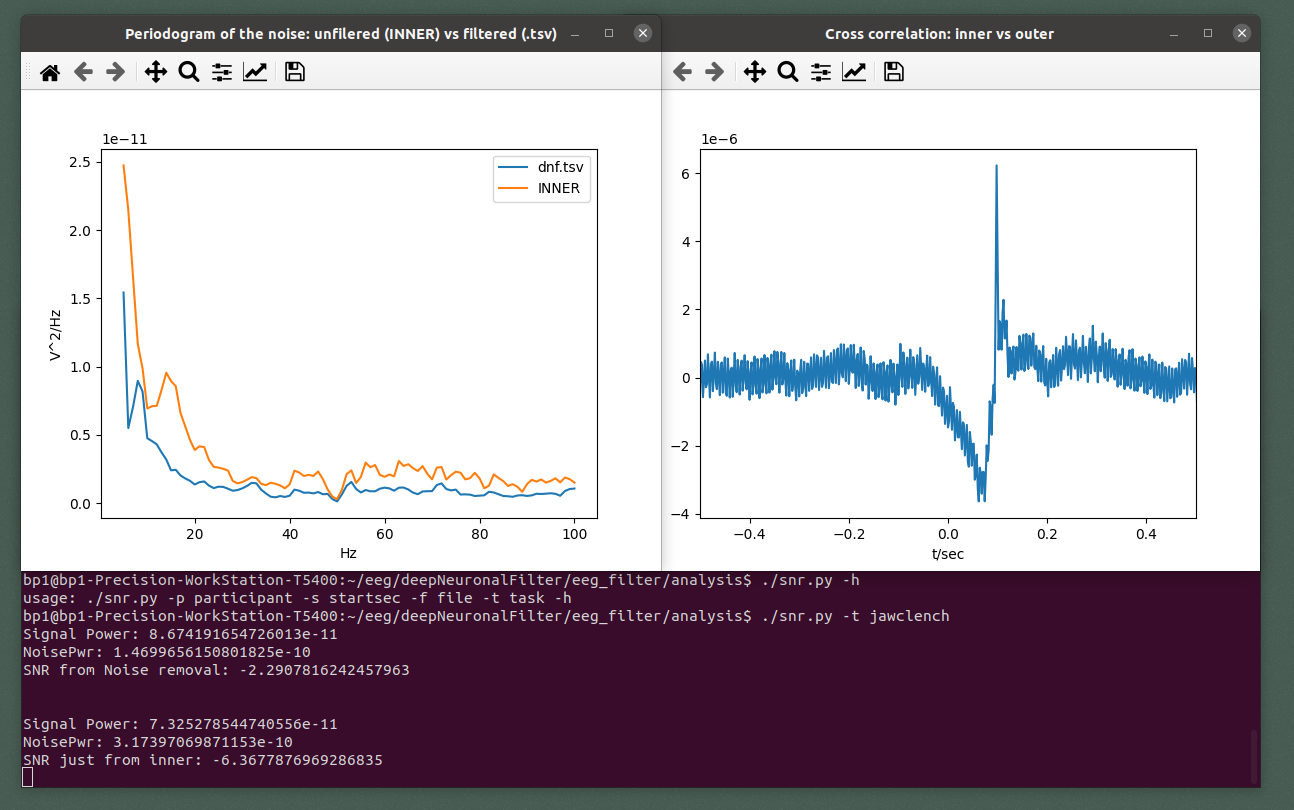 Periodogram of the noise: unfilered (INNER) vs filtered (.tsv)
1e−11
2.5
2.0
1.5
1.0
0.5
0.0
V^2/Hz
dnf.tsv
INNER
20 40 60 80 100
Hz
Cross correlation: inner vs outer
1e−6
6
4
2
0
−2
−4
−0.4 −0.2 0.0 0.2 0.4
t/sec
bp1@bp1-Precision-WorkStation-T5400:~/eeg/deepNeuronalFilter/eeg_filter/analysis$ ./snr.py -h
usage: ./snr.py -p participant -s startsec -f file -t task -h
bp1@bp1-Precision-WorkStation-T5400:~/eeg/deepNeuronalFilter/eeg_filter/analysis$ ./snr.py -t jawclench
Signal Power: 8.674191654726013e-11
NoisePwr: 1.4699656150801825e-10
SNR from Noise removal: -2.2907816242457963
Signal Power: 7.325278544740556e-11
NoisePwr: 3.17397069871153e-10
SNR just from inner: -6.3677876969286835